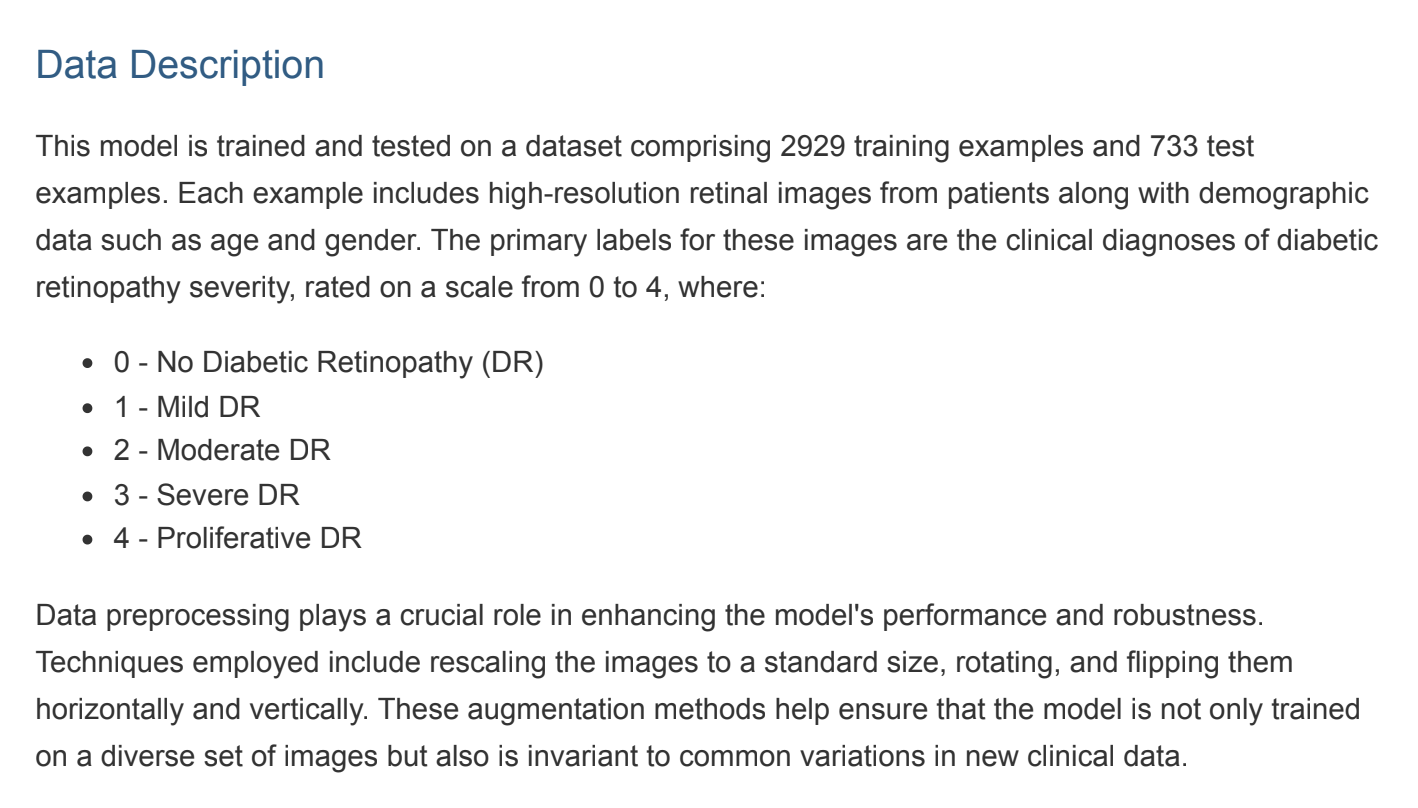 Data Description
This model is trained and tested on a dataset comprising 2929 training examples and 733 test
examples. Each example includes high-resolution retinal images from patients along with demographic
data such as age and gender. The primary labels for these images are the clinical diagnoses of diabetic
retinopathy severity, rated on a scale from 0 to 4, where:
• 0 - No Diabetic Retinopathy (DR)
• 1 - Mild DR
• 2 - Moderate DR
• 3 - Severe DR
• 4 - Proliferative DR
Data preprocessing plays a crucial role in enhancing the model's performance and robustness.
Techniques employed include rescaling the images to a standard size, rotating, and flipping them
horizontally and vertically. These augmentation methods help ensure that the model is not only trained
on a diverse set of images but also is invariant to common variations in new clinical data.